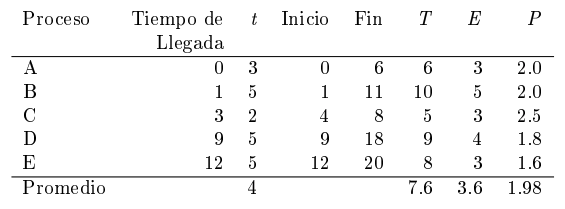 Proceso Tiempo de Llegada t Inicio Fin T E P
A 0 3 0 6 6 3 2.0
B 1 5 1 11 10 5 2.0
C 3 2 4 8 5 3 2.5
D 9 5 9 18 9 4 1.8
E 12 5 12 20 8 3 1.6
Promedio 4 7.6 3.6 1.98